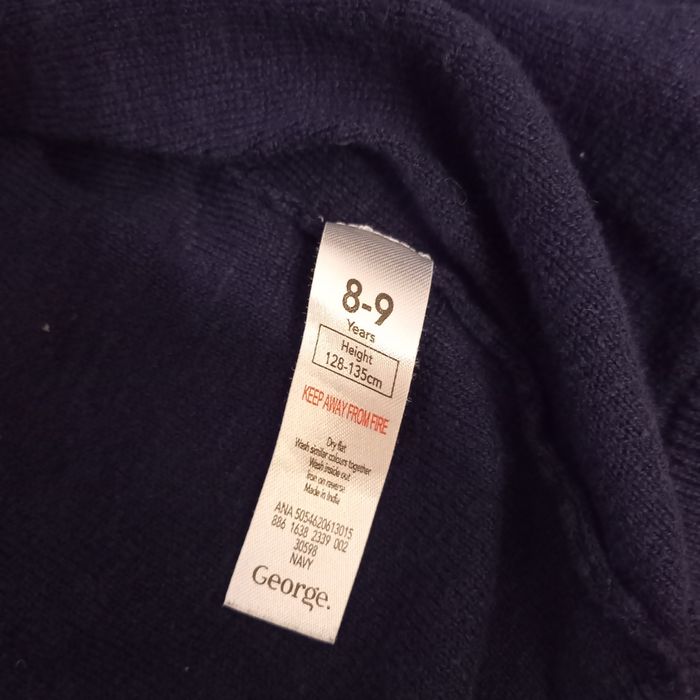 8-9
Years
Height
128-135cm
KEEP AWAY FROM FIRE
Dry flat
Wash similar colours together
Wash inside out
Iron on reverse
Made in India
ANA 5054620613015
886 1638 2339 002
30598
NAVY
George.